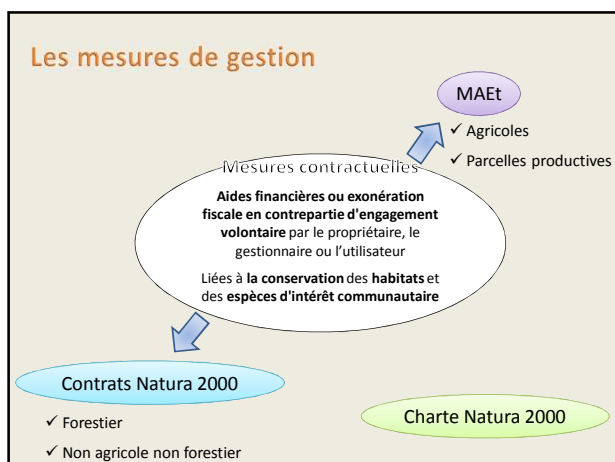 Les mesures de gestion
MAEt
✓ Agricoles
✓ Parcelles productives
Mesures contractuelles
Aides financières ou exonération
fiscale en contrepartie d'engagement
volontaire par le propriétaire, le
gestionnaire ou l'utilisateur
Liées à la conservation des habitats et
des espèces d'intérêt communautaire
Contrats Natura 2000
✓ Forestier
✓ Non agricole non forestier
Charte Natura 2000